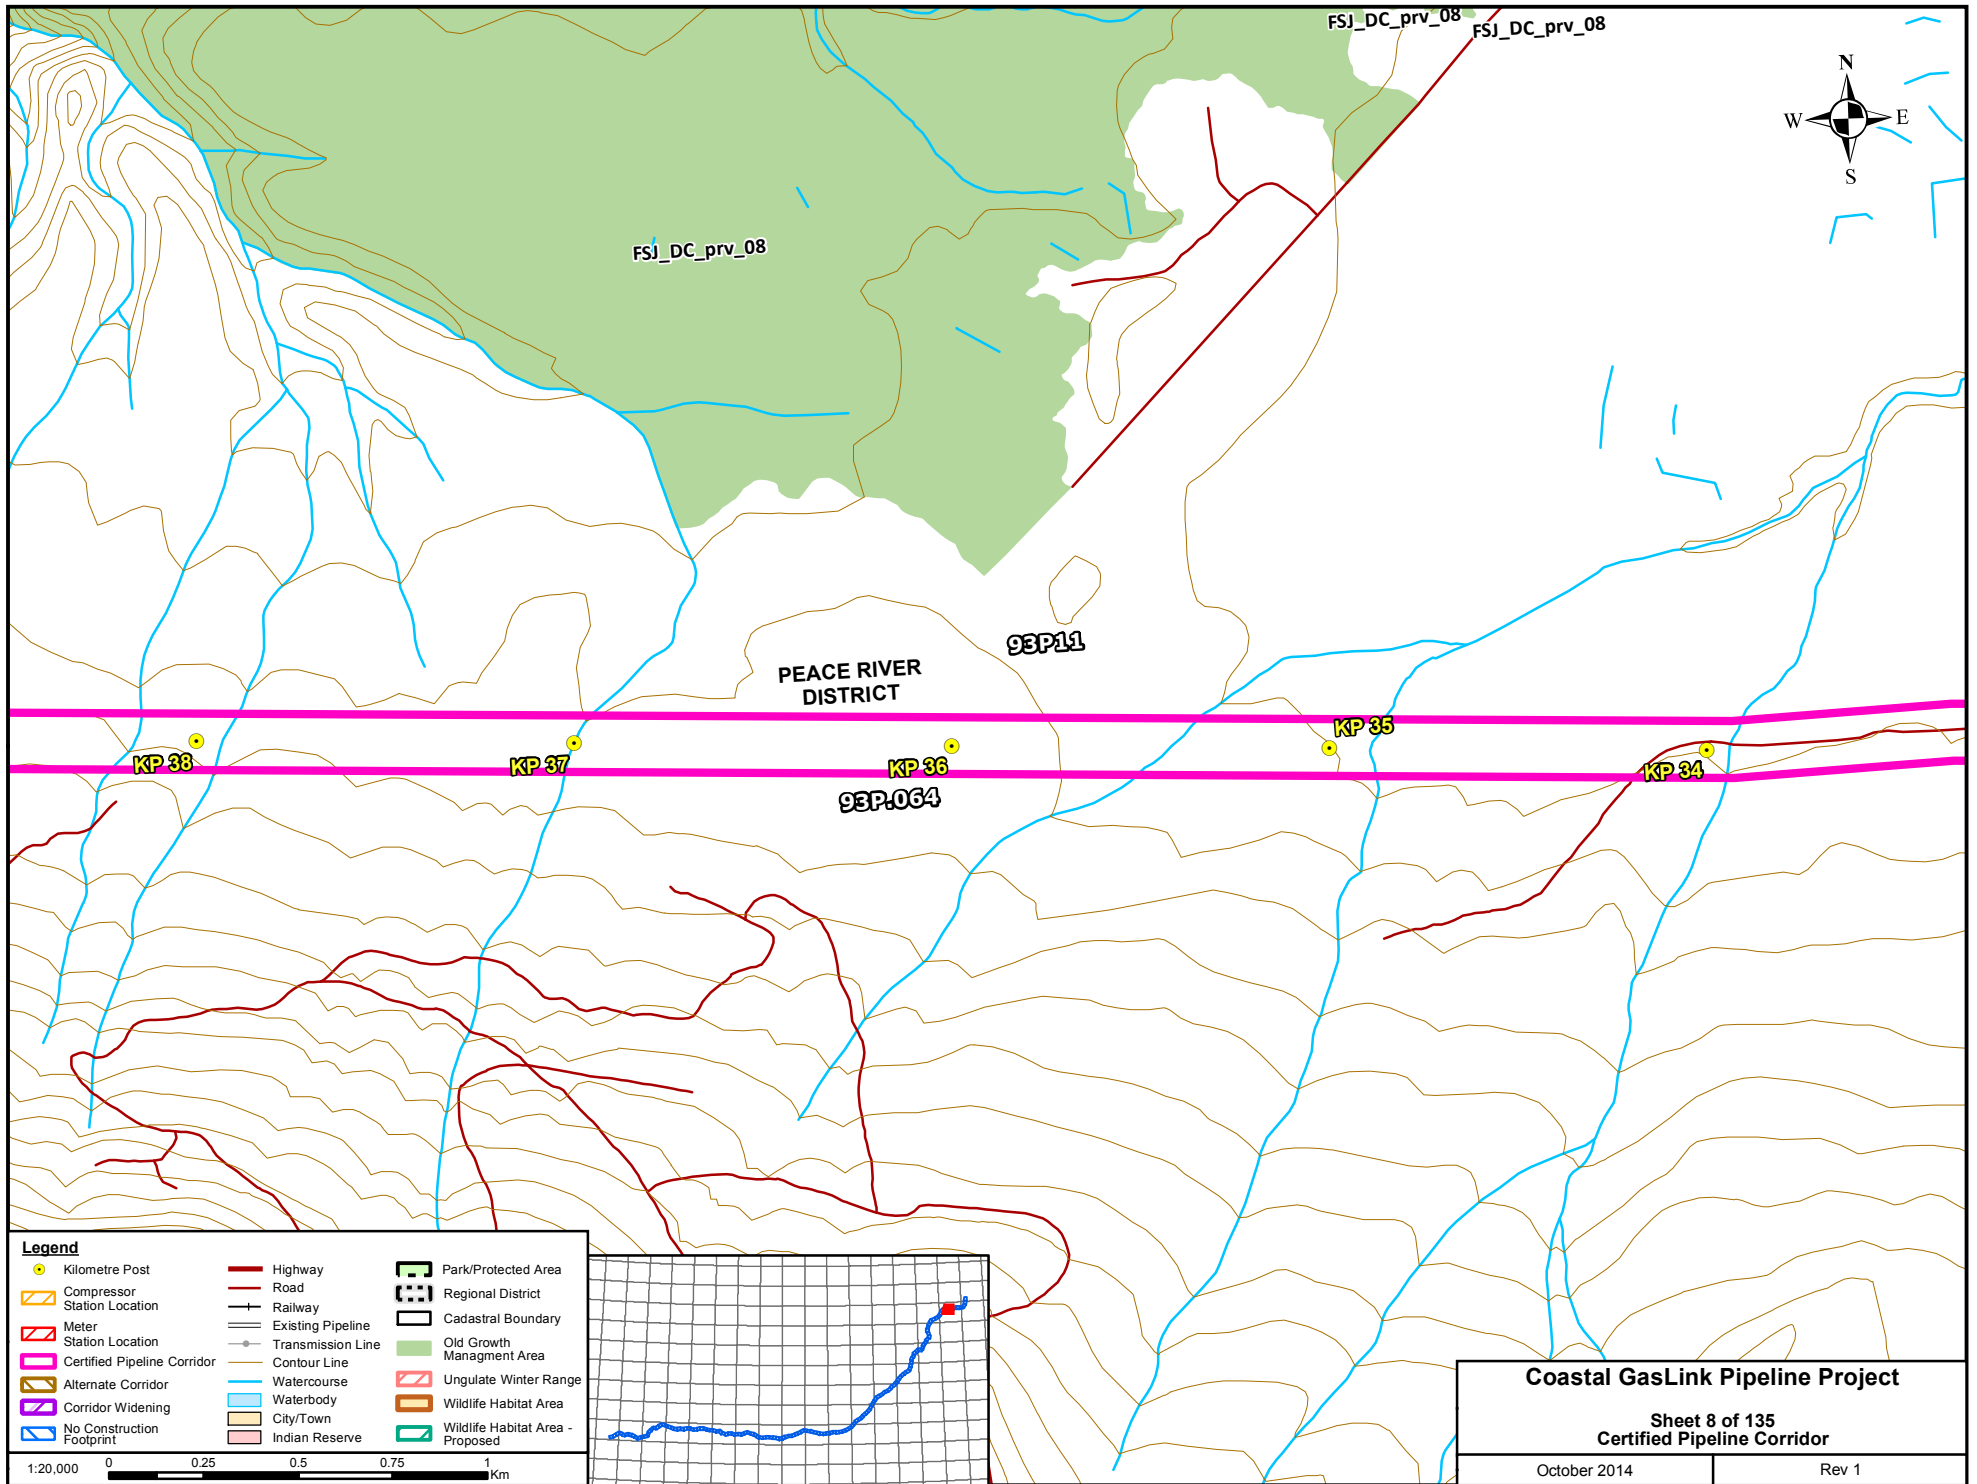 FSJ_DC_prv_08
FSJ_DC_prv_08
N
W
E
S
FSJ_DC_prv_08
93P11
PEACE RIVER
DISTRICT
KP 38
KP 37
KP 36
KP 35
KP 34
93P.064
Legend
Kilometre Post
Compressor
Station Location
Meter
Station Location
Certified Pipeline Corridor
Alternate Corridor
Corridor Widening
No Construction
Footprint
Highway
Road
Railway
Existing Pipeline
Transmission Line
Contour Line
Watercourse
Waterbody
City/Town
Indian Reserve
Park/Protected Area
Regional District
Cadastral Boundary
Old Growth
Managment Area
Ungulate Winter Range
Wildlife Habitat Area
Wildlife Habitat Area -
Proposed
1:20,000
0 0.25 0.5 0.75 1
Km
Coastal GasLink Pipeline Project
Sheet 8 of 135
Certified Pipeline Corridor
October 2014
Rev 1